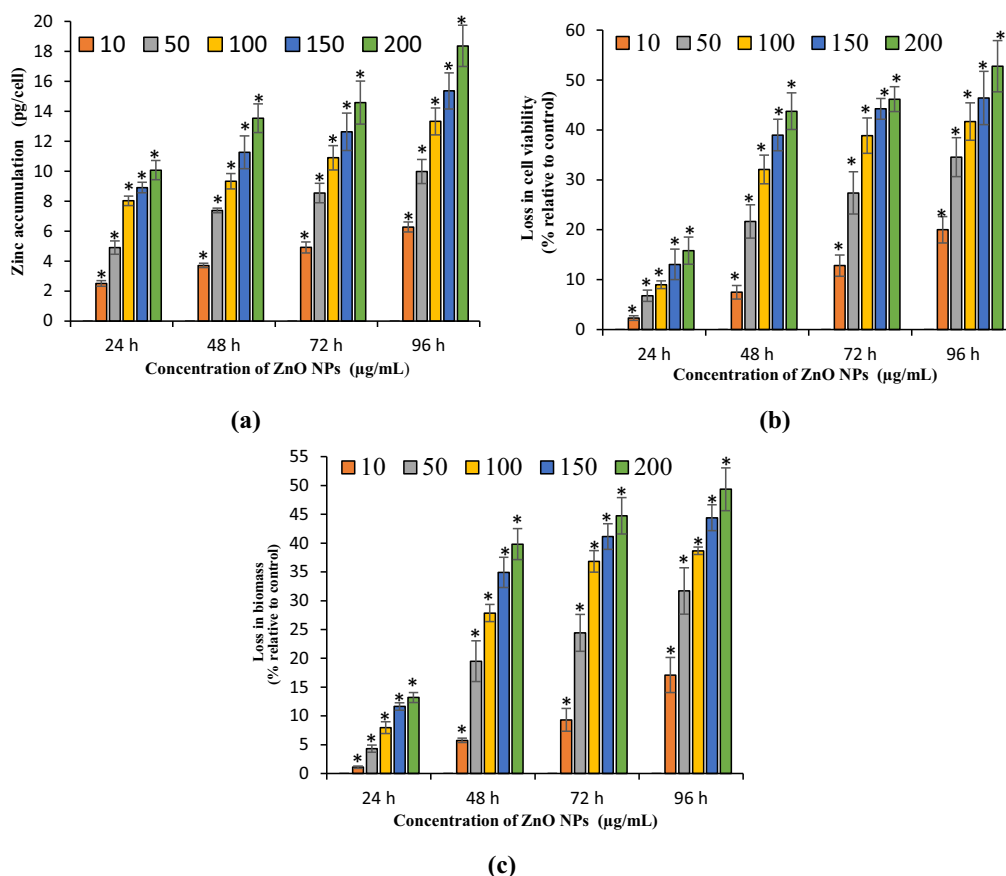 Zinc accumulation (pg/cell)
20
18
16
14
12
10
8
6
4
2
0
10 50 100 150 200
* * * * *
* * * * *
* * * * *
* * * * *
24 h 48 h 72 h 96 h
Concentration of ZnO NPs (µg/mL)
(a)
Loss in cell viability
(% relative to control)
60
50
40
30
20
10
0
10 50 100 150 200
* * * * *
* * * * *
* * * * *
* * * * *
24 h 48 h 72 h 96 h
Concentration of ZnO NPs (µg/mL)
(b)
Loss in biomass
(% relative to control)
55
50
45
40
35
30
25
20
15
10
5
0
10 50 100 150 200
* * * * *
* * * * *
* * * * *
* * * * *
24 h 48 h 72 h 96 h
Concentration of ZnO NPs (µg/mL)
(c)